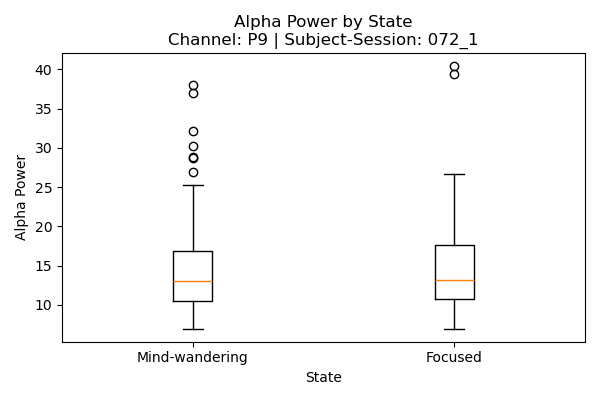 Alpha Power by State
Channel: P9 | Subject-Session: 072_1
Alpha Power
40
35
30
25
20
15
10
Mind-wandering
Focused
State